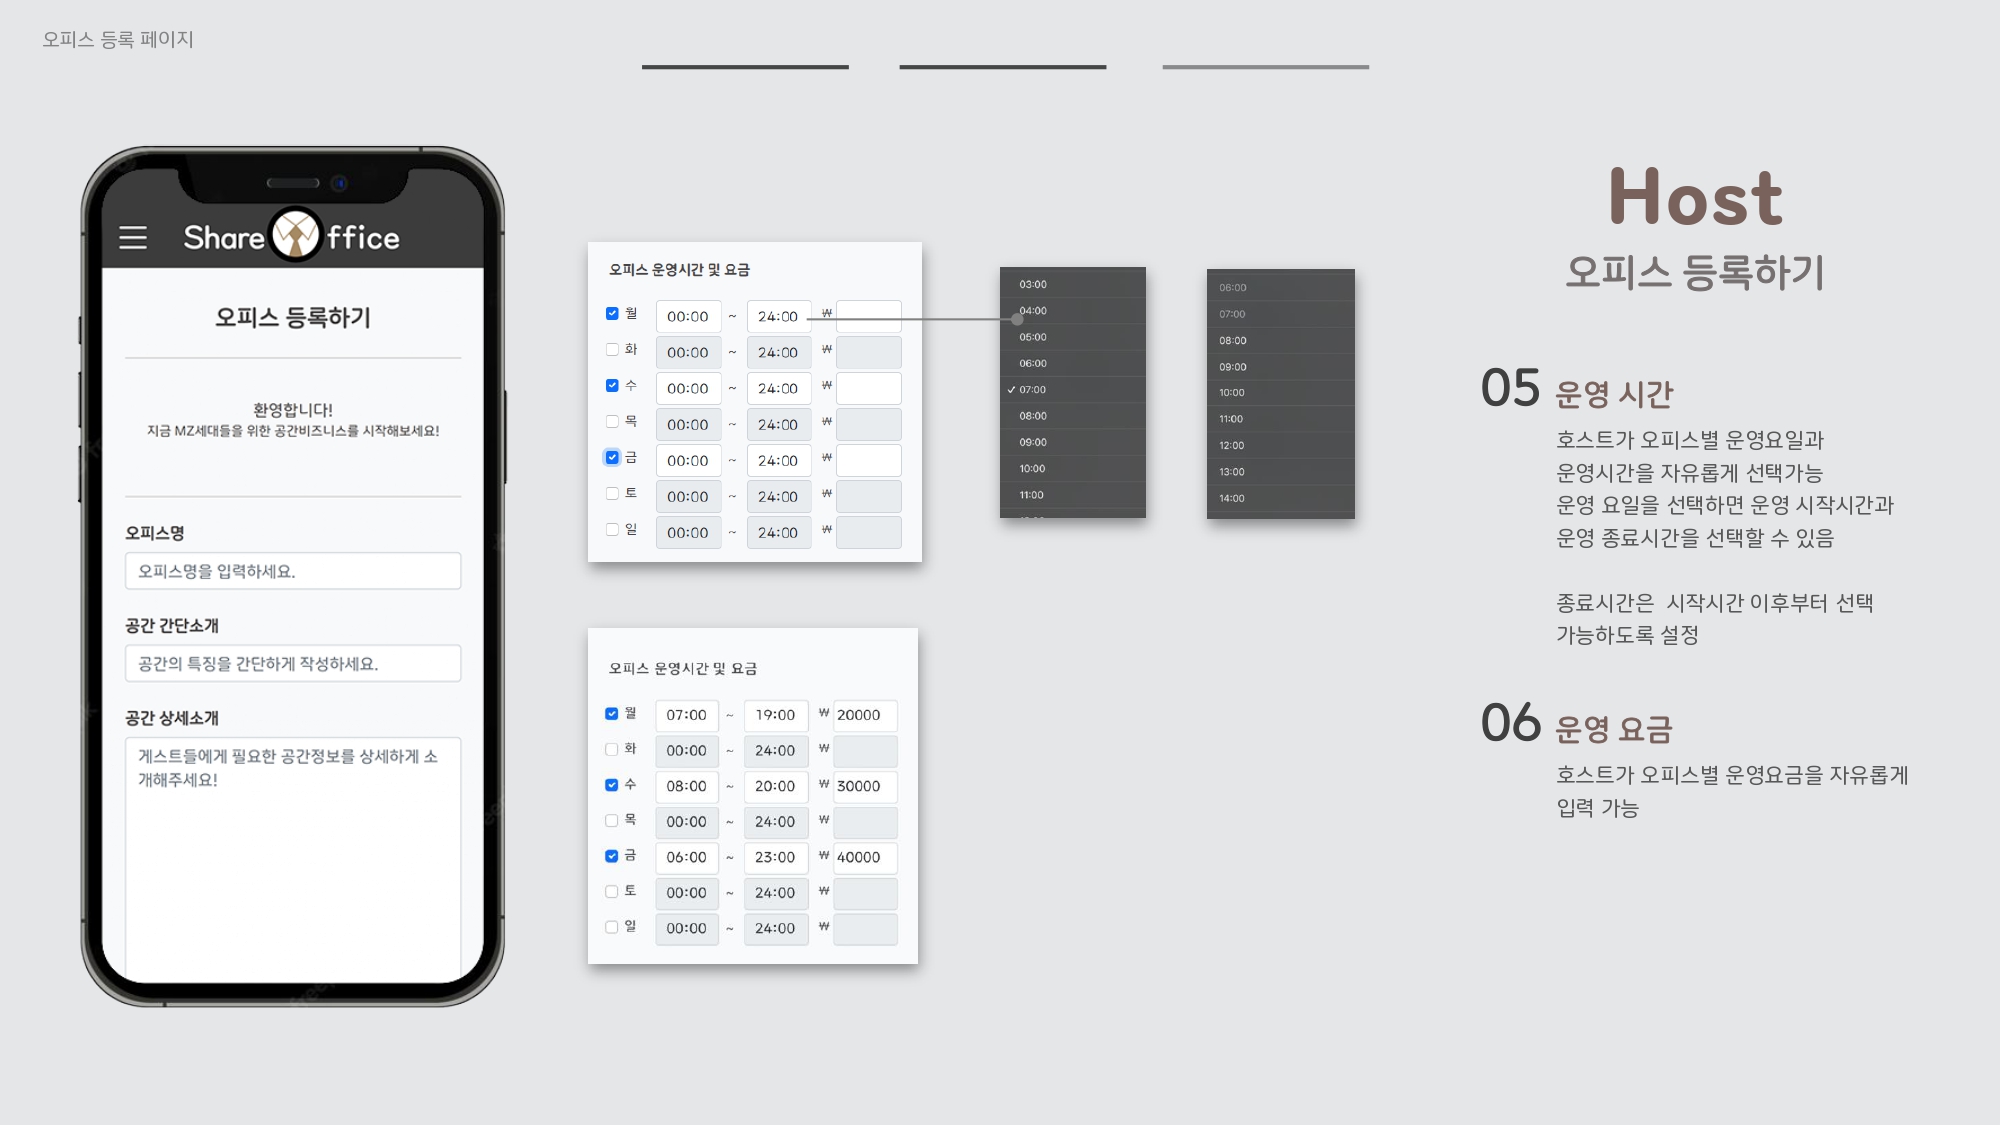 오피스 등록 페이지
Share ffice
오피스 등록하기
환영합니다!
지금 MZ세대들을 위한 공간비즈니스를 시작해보세요!
오피스명
오피스명을 입력하세요.
공간 간단소개
공간의 특징을 간단하게 작성하세요.
공간 상세소개
게스트들에게 필요한 공간정보를 상세하게 소
개해주세요!
오피스 운영시간 및 요금
월 00:00 ~ 24:00 ₩
화 00:00 ~ 24:00 ₩
수 00:00 ~ 24:00 ₩
목 00:00 ~ 24:00 ₩
금 00:00 ~ 24:00 ₩
토 00:00 ~ 24:00 ₩
일 00:00 ~ 24:00 ₩
오피스 운영시간 및 요금
월 07:00 ~ 19:00 ₩ 20000
화 00:00 ~ 24:00 ₩
수 08:00 ~ 20:00 ₩ 30000
목 00:00 ~ 24:00 ₩
금 06:00 ~ 23:00 ₩ 40000
토 00:00 ~ 24:00 ₩
일 00:00 ~ 24:00 ₩
03:00
04:00
05:00
06:00
✓ 07:00
08:00
09:00
10:00
11:00
06:00
07:00
08:00
09:00
10:00
11:00
12:00
13:00
14:00
Host
오피스 등록하기
05 운영 시간
호스트가 오피스별 운영요일과
운영시간을 자유롭게 선택가능
운영 요일을 선택하면 운영 시작시간과
운영 종료시간을 선택할 수 있음
종료시간은 시작시간 이후부터 선택
가능하도록 설정
06 운영 요금
호스트가 오피스별 운영요금을 자유롭게
입력 가능